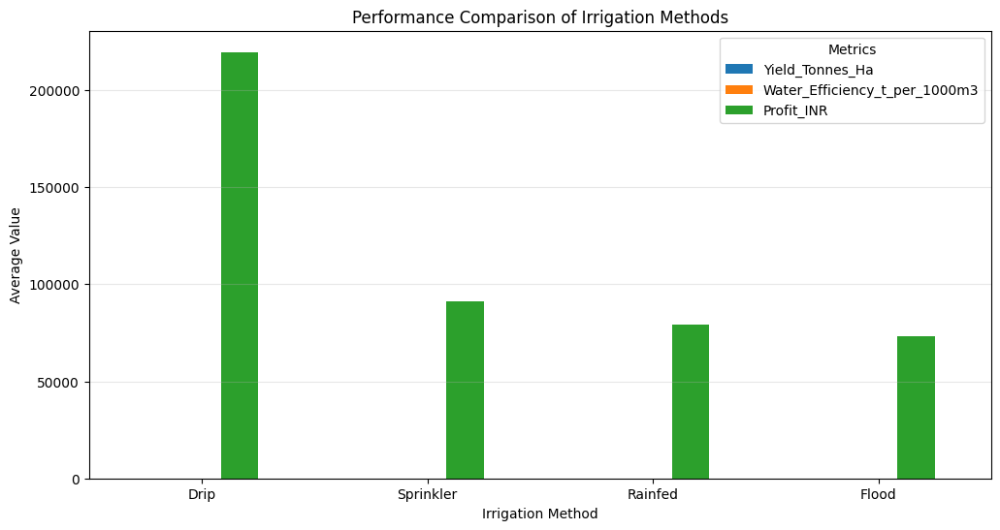 Performance Comparison of Irrigation Methods
Metrics
Yield_Tonnes_Ha
Water_Efficiency_t_per_1000m3
Profit_INR
Average Value
200000
150000
100000
50000
0
Drip
Sprinkler
Rainfed
Flood
Irrigation Method